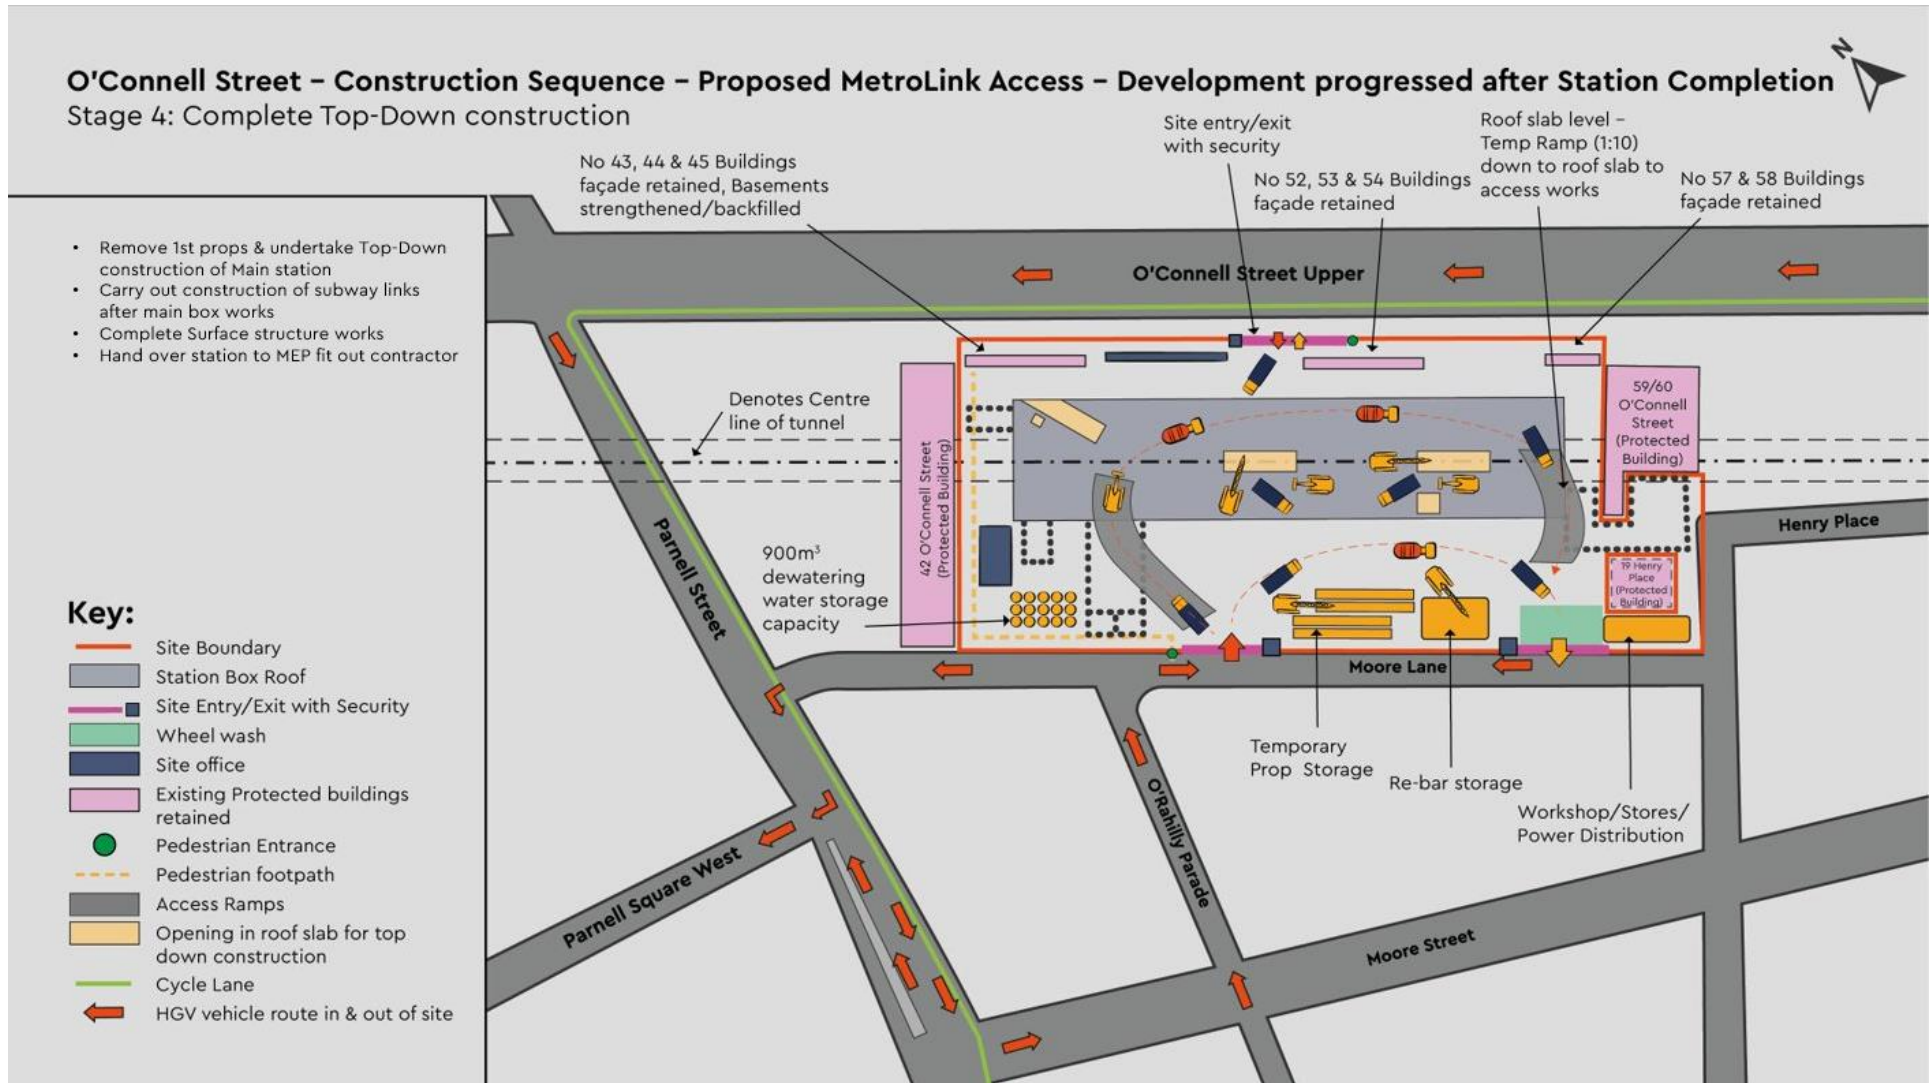 O'Connell Street – Construction Sequence – Proposed MetroLink Access – Development progressed after Station Completion
Stage 4: Complete Top-Down construction
N
• Remove 1st props & undertake Top-Down
construction of Main station
• Carry out construction of subway links
after main box works
• Complete Surface structure works
• Hand over station to MEP fit out contractor
No 43, 44 & 45 Buildings
façade retained, Basements
strengthened/backfilled
Site entry/exit
with security
No 52, 53 & 54 Buildings
façade retained
Roof slab level –
Temp Ramp (1:10)
down to roof slab to
access works
No 57 & 58 Buildings
façade retained
O'Connell Street Upper
Denotes Centre
line of tunnel
42 O'Connell Street
(Protected Building)
59/60
O'Connell
Street
(Protected
Building)
Henry Place
19 Henry
Place
(Protected
Building)
900m³
dewatering
water storage
capacity
Parnell Street
Moore Lane
Temporary
Prop Storage
Re-bar storage
Workshop/Stores/
Power Distribution
O'Rahilly Parade
Parnell Square West
Moore Street
Key:
Site Boundary
Station Box Roof
Site Entry/Exit with Security
Wheel wash
Site office
Existing Protected buildings
retained
Pedestrian Entrance
Pedestrian footpath
Access Ramps
Opening in roof slab for top
down construction
Cycle Lane
HGV vehicle route in & out of site